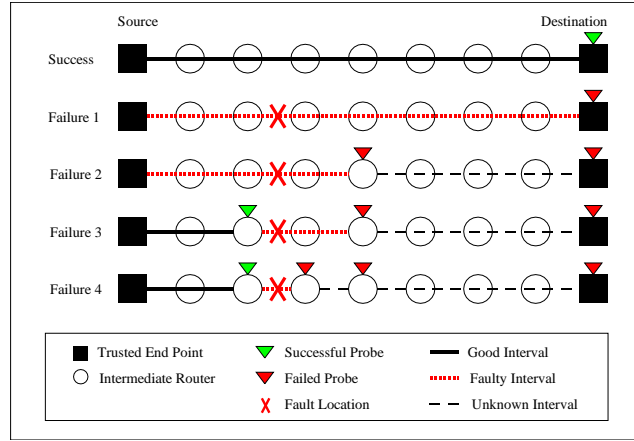 Source Destination
Success
Failure 1
Failure 2
Failure 3
Failure 4
Trusted End Point Successful Probe Good Interval
Intermediate Router Failed Probe Faulty Interval
Fault Location Unknown Interval